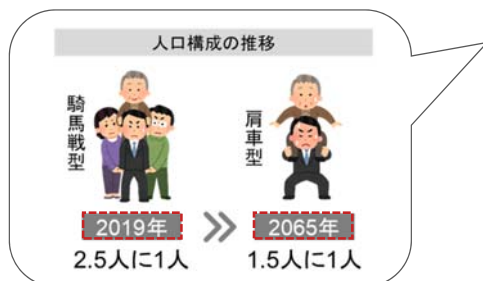 人口構成の推移
騎馬戦型
肩車型
2019年
2065年
2.5人に1人
1.5人に1人